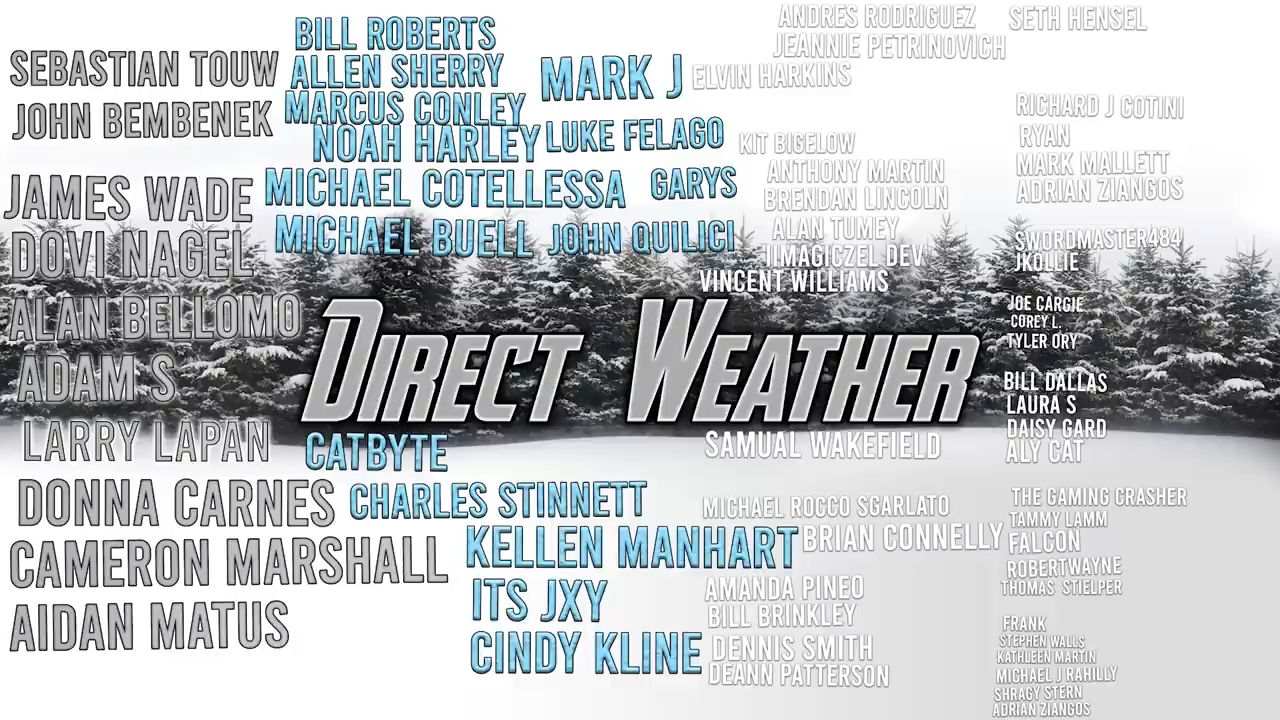 SEBASTIAN TOUW
JOHN BEMBENEK
JAMES WADE
DOVI NAGEL
ALAN BELLOMO
ADAM S
LARRY LAPAN
DONNA CARNES
CAMERON MARSHALL
AIDAN MATUS
BILL ROBERTS
ALLEN SHERRY
MARCUS CONLEY
NOAH HARLEY
MICHAEL COTELLESSA
MICHAEL BUELL
MARK J
LUKE FELAGO
GARYS
JOHN QUILICI
DIRECT WEATHER
CATBYTE
CHARLES STINNETT
KELLEN MANHART
ITS JXY
CINDY KLINE
ANDRES RODRIGUEZ
JEANNIE PETRINOVICH
ELVIN HARKINS
KIT BIGELOW
ANTHONY MARTIN
BRENDAN LINCOLN
ALAN TUMEY
IIMAGICZEL DEV
VINCENT WILLIAMS
SAMUAL WAKEFIELD
MICHAEL ROCCO SGARLATO
BRIAN CONNELLY
AMANDA PINEO
BILL BRINKLEY
DENNIS SMITH
DEANN PATTERSON
SETH HENSEL
RICHARD J COTINI
RYAN
MARK MALLETT
ADRIAN ZIANGOS
SWORDMASTER484
JKOLLIE
JOE CARGIE
COREY L.
TYLER ORY
BILL DALLAS
LAURA S
DAISY GARD
ALY CAT
THE GAMING CRASHER
TAMMY LAMM
FALCON
ROBERTWAYNE
THOMAS STIELPER
FRANK
STEPHEN WALLS
KATHLEEN MARTIN
MICHAEL J RAHILLY
SHRAGY STERN
ADRIAN ZIANGOS